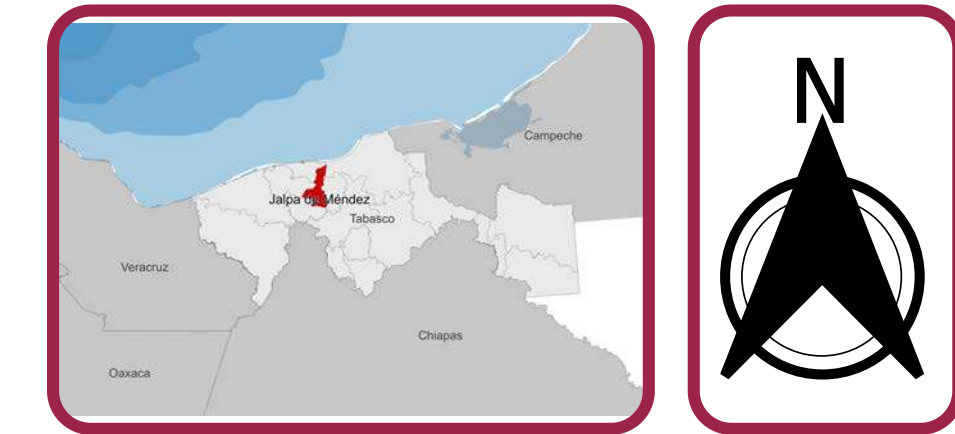 N
Campeche
Jalpa de Méndez
Tabasco
Veracruz
Chiapas
Oaxaca